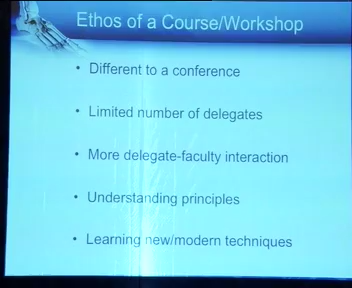 Ethos of a Course/Workshop
• Different to a conference
• Limited number of delegates
• More delegate-faculty interaction
• Understanding principles
• Learning new/modern techniques